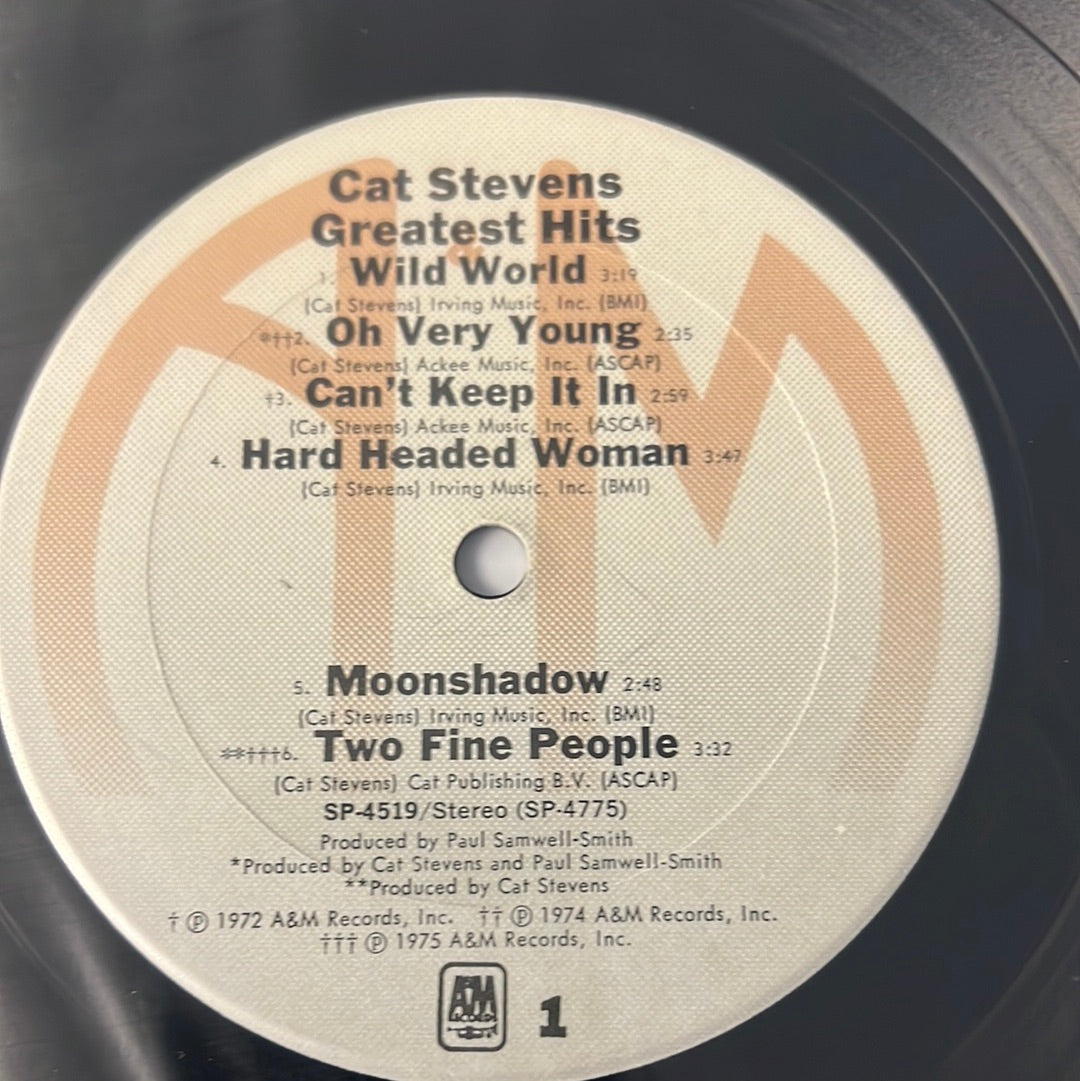 Cat Stevens
Greatest Hits
1. Wild World 3:19
(Cat Stevens) Irving Music, Inc. (BMI)
*††2. Oh Very Young 2:35
(Cat Stevens) Ackee Music, Inc. (ASCAP)
†3. Can't Keep It In 2:59
(Cat Stevens) Ackee Music, Inc. (ASCAP)
4. Hard Headed Woman 3:47
(Cat Stevens) Irving Music, Inc. (BMI)
5. Moonshadow 2:48
(Cat Stevens) Irving Music, Inc. (BMI)
**†††6. Two Fine People 3:32
(Cat Stevens) Cat Publishing B.V. (ASCAP)
SP-4519/Stereo (SP-4775)
Produced by Paul Samwell-Smith
*Produced by Cat Stevens and Paul Samwell-Smith
**Produced by Cat Stevens
† ℗ 1972 A&M Records, Inc. †† ℗ 1974 A&M Records, Inc.
††† ℗ 1975 A&M Records, Inc.
A&M
RECORDS
1